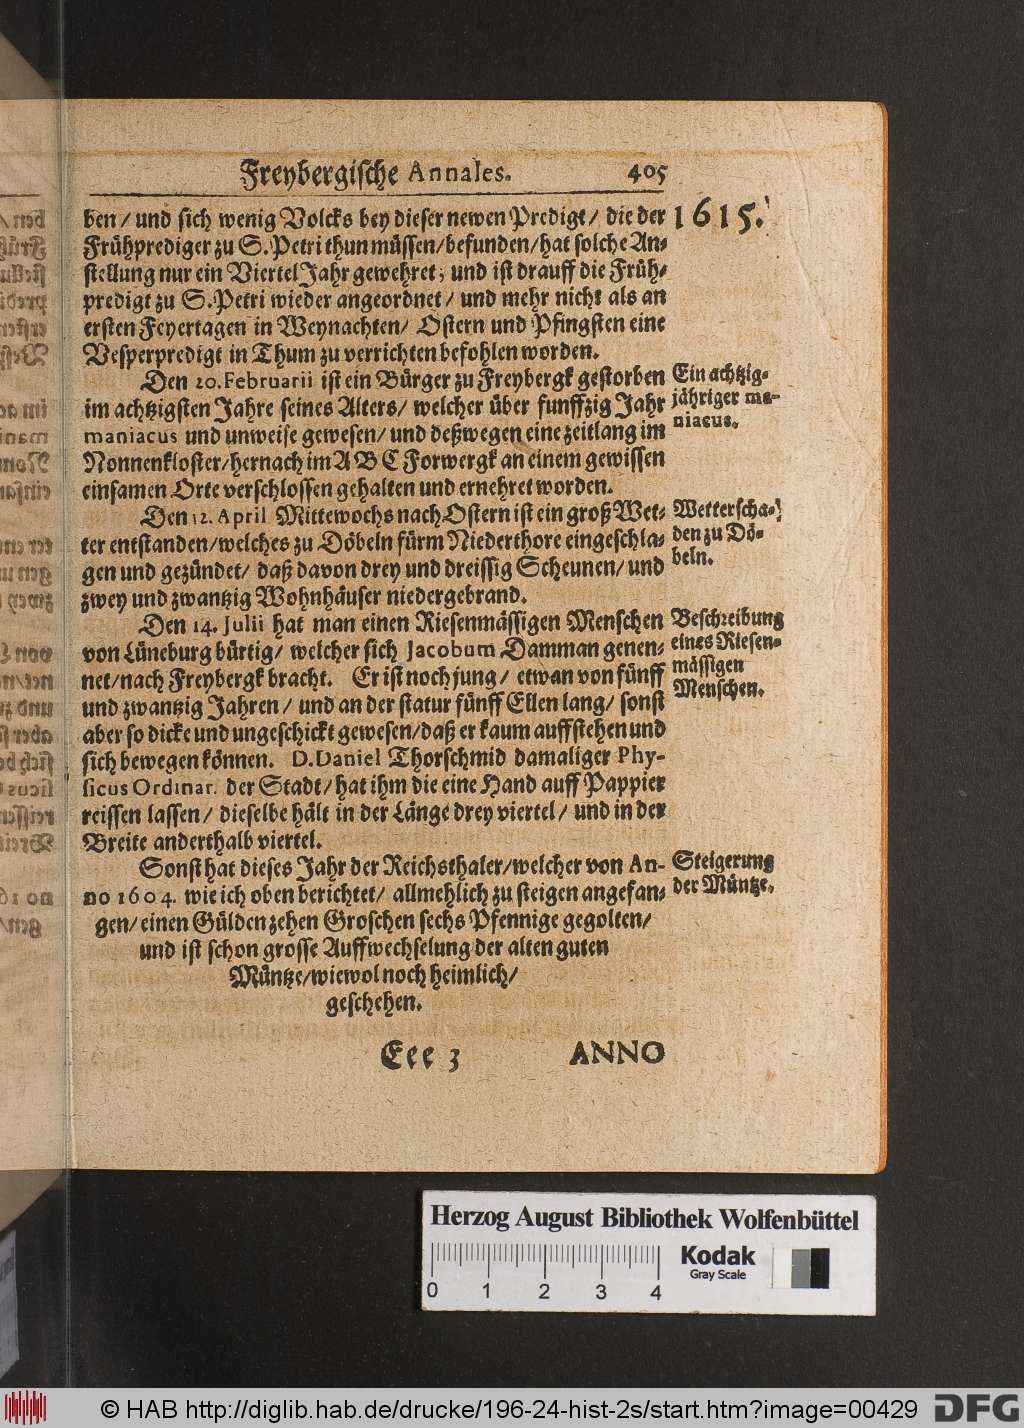 Freybergische Annales. 405
ben/ und sich wenig Volcks bey dieser newen Predigt/ die der
1615.
Frühprediger zu S. Petri thun müssen/befunden/hat solche An-
stellung nur ein Viertel Jahr gewehret, und ist drauff die Früh-
predigt zu S. Petri wieder angeordnet/ und mehr nicht als an
ersten Feyertagen in Weynachten/ Ostern und Pfingsten eine
Vesperpredigt in Thum zu verrichten befohlen worden.
Den 20. Februarii ist ein Bürger zu Freybergk gestorben
im achtzigsten Jahre seines Alters/ welcher über funffzig Jahr
maniacus und unweise gewesen/ und deßwegen eine zeitlang im
Nonnenkloster/hernach im A B C Forwergk an einem gewissen
einsamen Orte verschlossen gehalten und ernehret worden.
Ein achtzig-
jähriger ma-
niacus.
Den 12. April Mittewochs nach Ostern ist ein groß Wet-
ter entstanden/welches zu Döbeln fürm Niederthore eingeschla-
gen und gezündet/ daß davon drey und dreissig Scheunen/ und
zwey und zwantzig Wohnhäuser niedergebrand.
Wetterscha-
den zu Dö-
beln.
Den 14. Julii hat man einen Riesenmässigen Menschen
von Lüneburg bürtig/ welcher sich Jacobum Damman genen-
net/nach Freybergk bracht. Er ist noch jung/ etwan von fünff
und zwantzig Jahren/ und an der statur fünff Ellen lang/ sonst
aber so dicke und ungeschickt gewesen/daß er kaum auffstehen und
sich bewegen können. D. Daniel Thorschmid damaliger Phy-
sicus Ordinar. der Stadt/ hat ihm die eine Hand auff Pappier
reissen lassen/ dieselbe hält in der Länge drey viertel/ und in der
Breite anderthalb viertel.
Beschreibung
eines Riesen-
mässigen
Menschen.
Sonst hat dieses Jahr der Reichsthaler/welcher von An-
no 1604. wie ich oben berichtet/ allmehlich zu steigen angefan-
gen/ einen Gülden zehen Groschen sechs Pfennige gegolten/
und ist schon grosse Auffwechselung der alten guten
Müntze/wiewol noch heimlich/
geschehen.
Steigerung
der Müntze.
Eee 3 ANNO
Herzog August Bibliothek Wolfenbüttel
0 1 2 3 4
Kodak
Gray Scale
© HAB http://diglib.hab.de/drucke/196-24-hist-2s/start.htm?image=00429
DFG